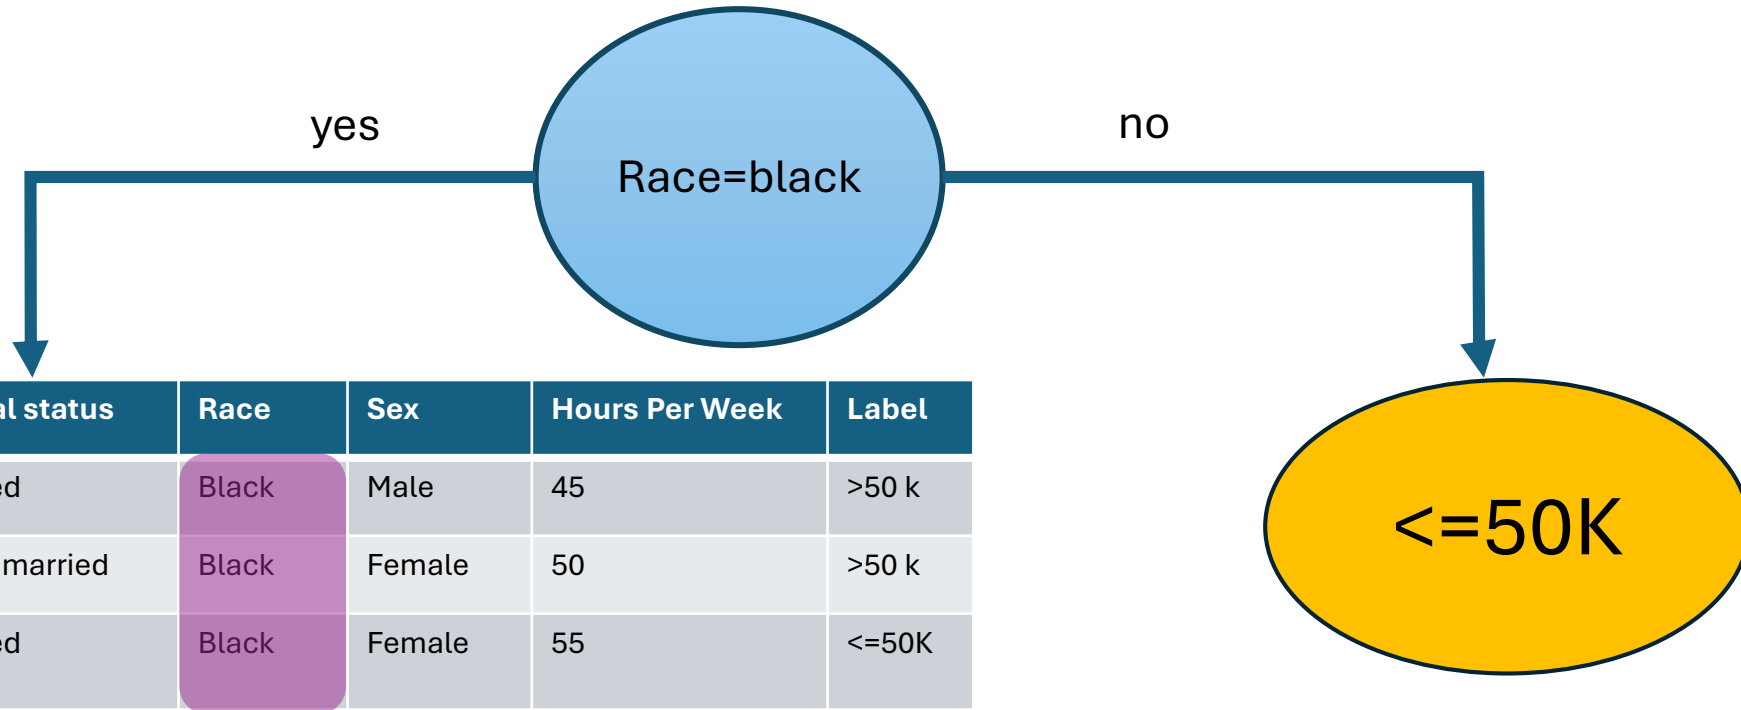 yes
no
Race=black
al status Race Sex Hours Per Week Label
ed Black Male 45 >50 k
married Black Female 50 >50 k
ed Black Female 55 <=50K
<=50K